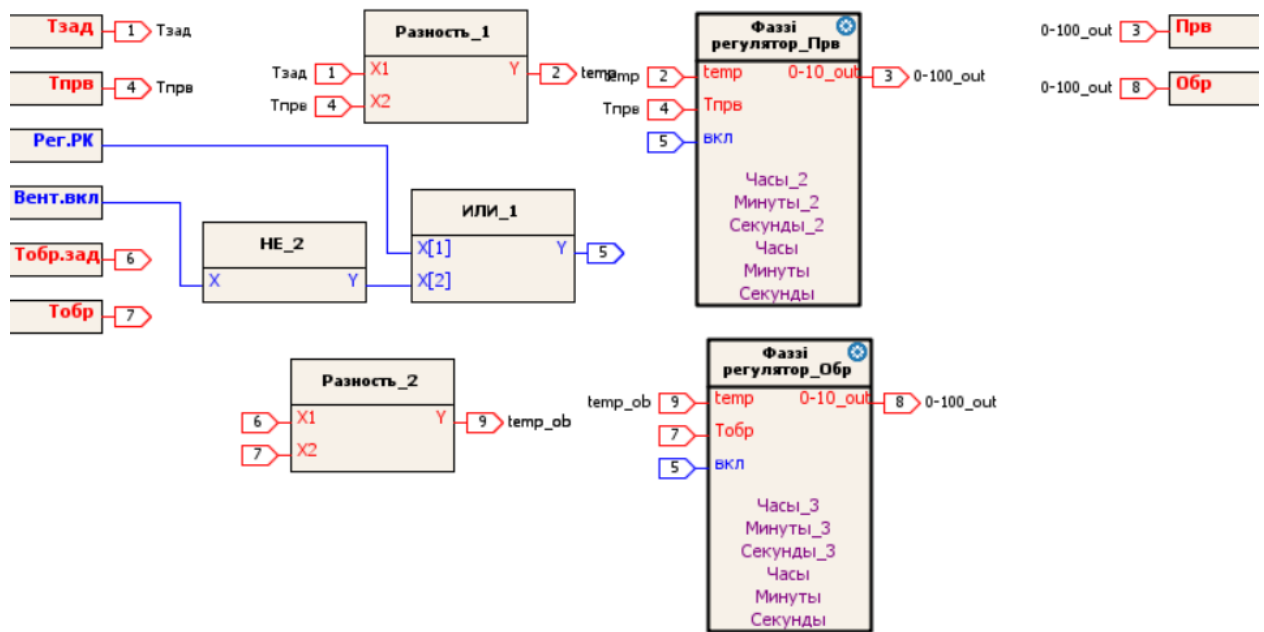 Тзад 1 Тзад
Тпрв 4 Тпрв
Рег.РК
Вент.вкл
Тобр.зад 6
Тобр 7
Разность_1
Тзад 1 X1 Y 2 temp
Тпрв 4 X2
НЕ_2
X Y
ИЛИ_1
X[1] Y 5
X[2]
Фаззі
регулятор_Прв
temp 2 temp 0-10_out 3 0-100_out
Тпрв 4 Тпрв
5 вкл
Часы_2
Минуты_2
Секунды_2
Часы
Минуты
Секунды
0-100_out 3 Прв
0-100_out 8 Обр
Разность_2
6 X1 Y 9 temp_ob
7 X2
Фаззі
регулятор_Обр
temp_ob 9 temp 0-10_out 8 0-100_out
7 Тобр
5 вкл
Часы_3
Минуты_3
Секунды_3
Часы
Минуты
Секунды